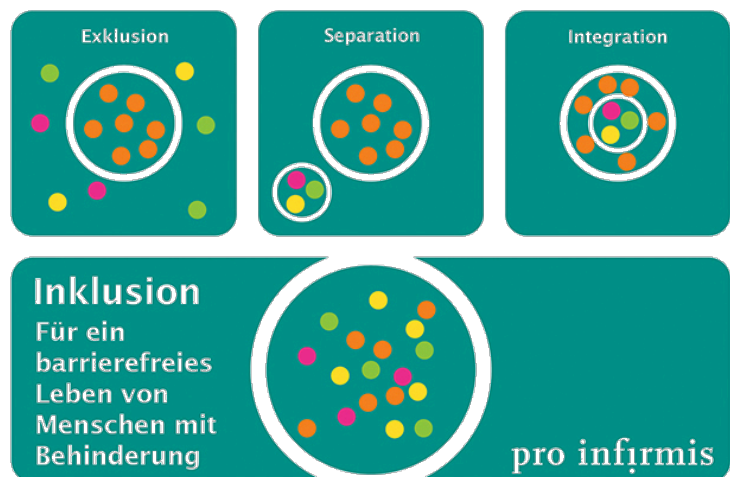 Exklusion
Separation
Integration
Inklusion
Für ein
barrierefreies
Leben von
Menschen mit
Behinderung
pro infirmis